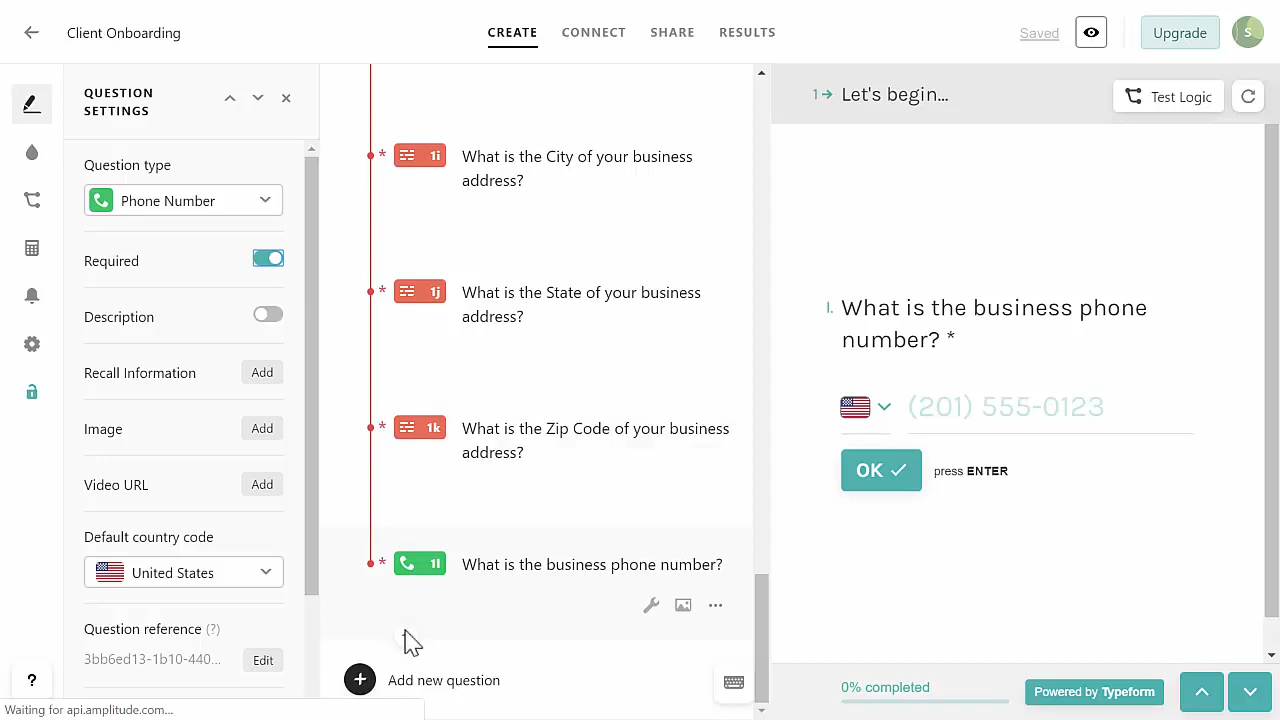 Client Onboarding
CREATE
CONNECT
SHARE
RESULTS
Saved
Upgrade
S
QUESTION
SETTINGS
Question type
Phone Number
Required
Description
Recall Information
Add
Image
Add
Video URL
Add
Default country code
United States
Question reference (?)
3bb6ed13-1b10-440...
Edit
?
Waiting for api.amplitude.com...
* 1i What is the City of your business
address?
* 1j What is the State of your business
address?
* 1k What is the Zip Code of your business
address?
* 1l What is the business phone number?
Add new question
1 Let's begin...
Test Logic
l. What is the business phone
number? *
(201) 555-0123
OK
press ENTER
0% completed
Powered by Typeform